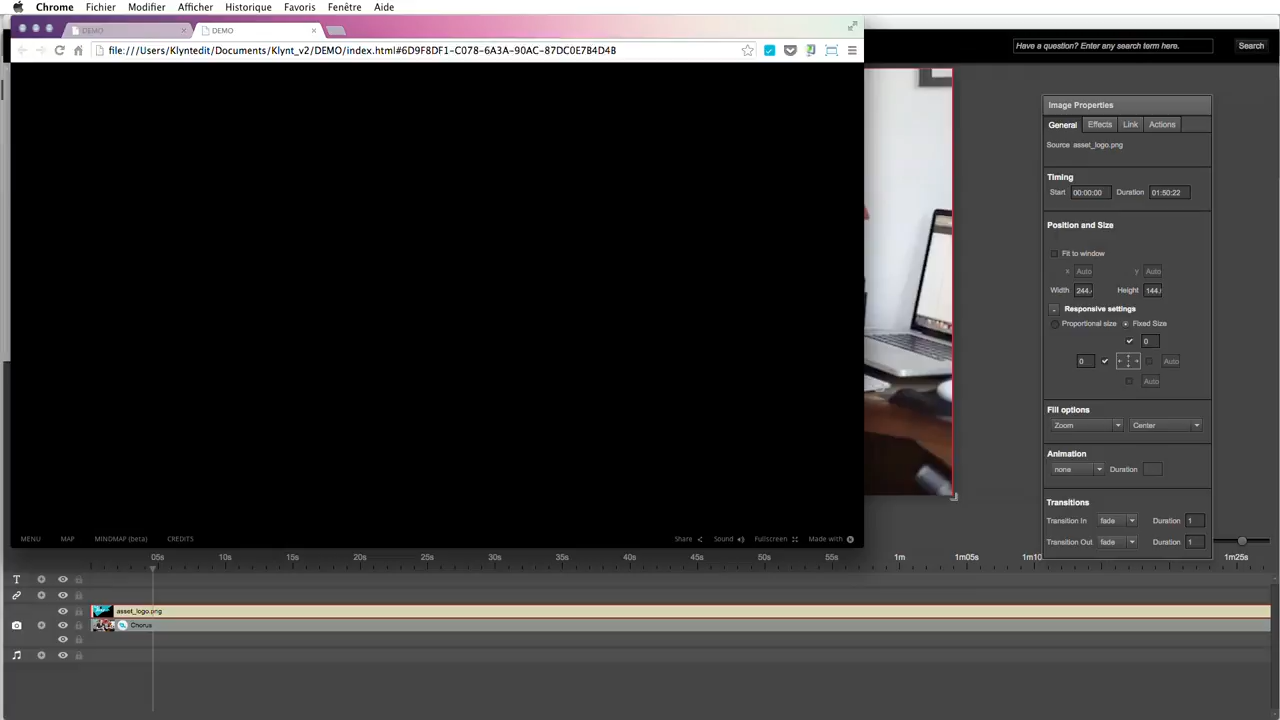 Chrome Fichier Modifier Afficher Historique Favoris Fenêtre Aide
DEMO DEMO
file:///Users/Klyntedit/Documents/Klynt_v2/DEMO/index.html#6D9F8DF1-C078-6A3A-90AC-87DC0E7B4D4B
Have a question? Enter any search term here. Search
Image Properties
General Effects Link Actions
Source asset_logo.png
Timing
Start 00:00:00 Duration 01:50:22
Position and Size
Fit to window
x Auto y Auto
Width 244. Height 144.
Responsive settings
Proportional size Fixed Size
0
0 Auto
Auto
Fill options
Zoom Center
Animation
none Duration
Transitions
Transition In fade Duration 1
Transition Out fade Duration 1
MENU MAP MINDMAP (beta) CREDITS Share Sound Fullscreen Made with
05s 10s 15s 20s 25s 30s 35s 40s 45s 50s 55s 1m 1m05s 1m10 1m25s
T
asset_logo.png
Chorus